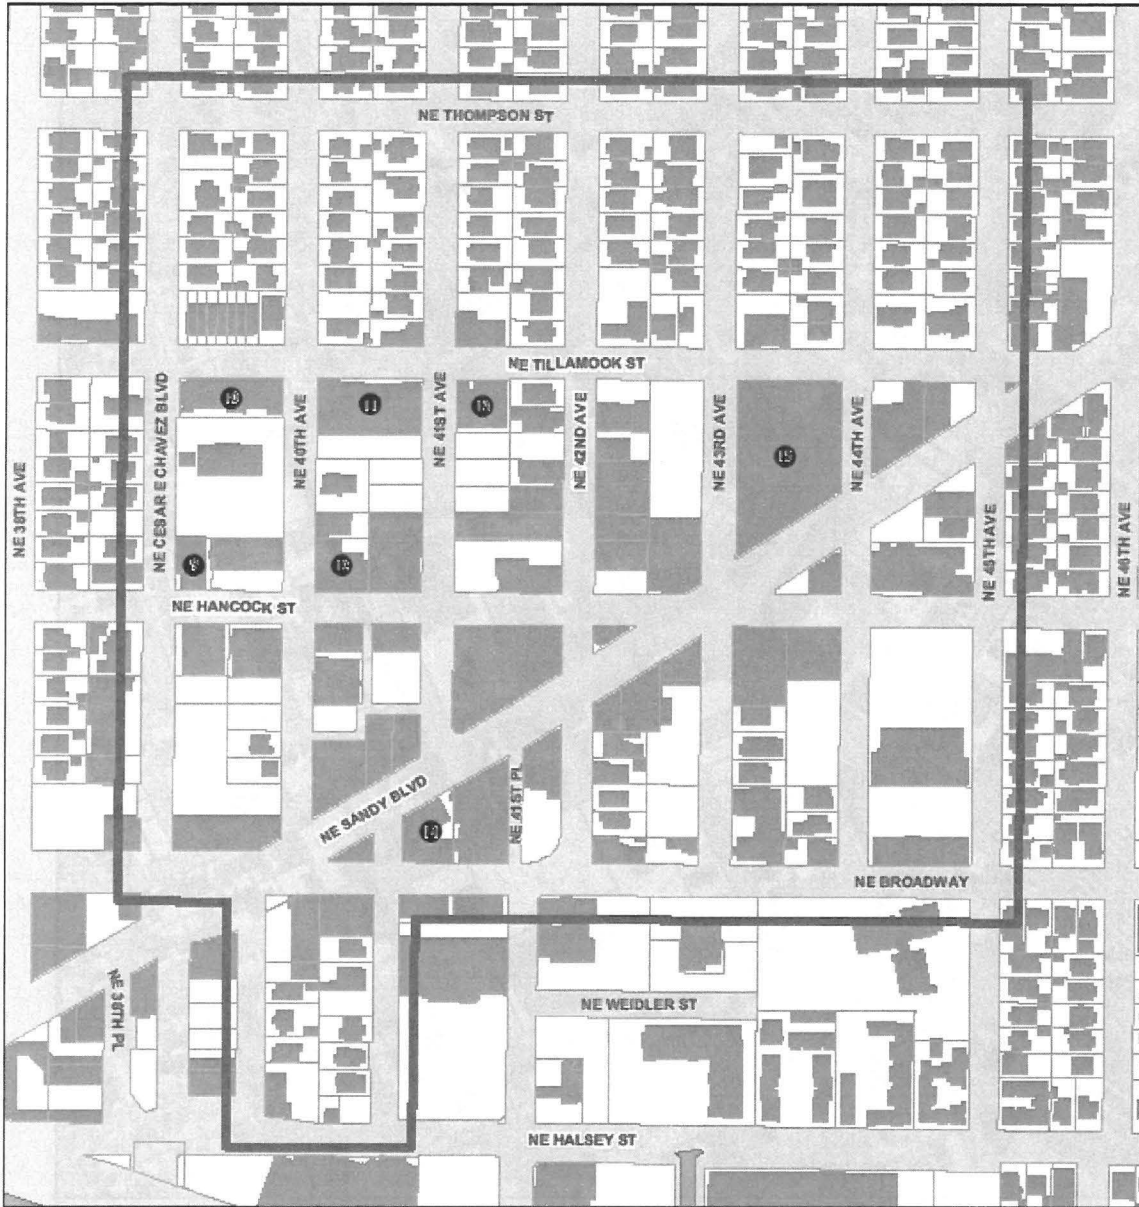 NE THOMPSON ST
NE TILLAMOOK ST
NE 38TH AVE
NE CESAR E CHAVEZ BLVD
NE 40TH AVE
NE 41ST AVE
NE 42ND AVE
NE 43RD AVE
NE 44TH AVE
NE 45TH AVE
NE 46TH AVE
11
15
9
NE HANCOCK ST
NE SANDY BLVD
14
NE 41ST PL
NE BROADWAY
NE 38TH PL
NE WEIDLER ST
NE HALSEY ST